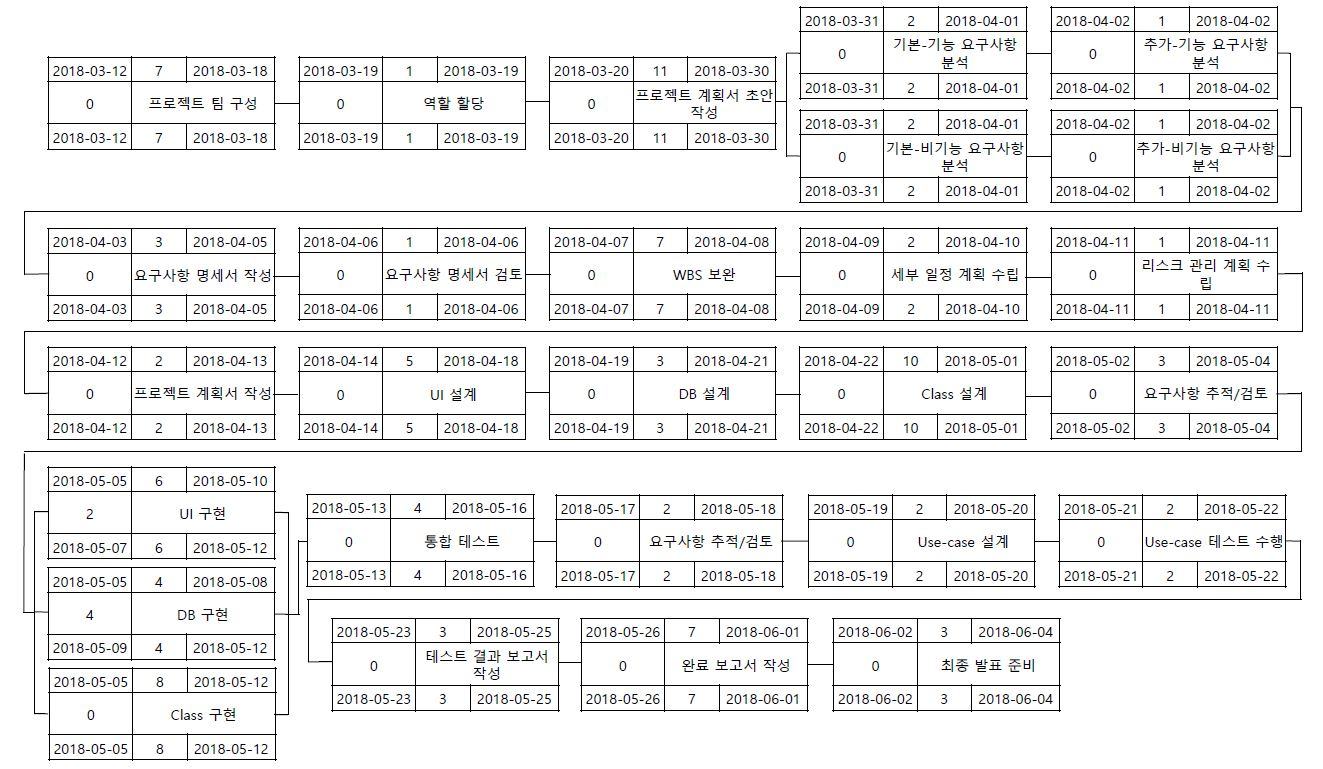 2018-03-12 7 2018-03-18
0 프로젝트 팀 구성
2018-03-12 7 2018-03-18
2018-03-19 1 2018-03-19
0 역할 할당
2018-03-19 1 2018-03-19
2018-03-20 11 2018-03-30
0 프로젝트 계획서 초안
작성
2018-03-20 11 2018-03-30
2018-03-31 2 2018-04-01
0 기본-기능 요구사항
분석
2018-03-31 2 2018-04-01
2018-04-02 1 2018-04-02
0 추가-기능 요구사항
분석
2018-04-02 1 2018-04-02
2018-03-31 2 2018-04-01
0 기본-비기능 요구사항
분석
2018-03-31 2 2018-04-01
2018-04-02 1 2018-04-02
0 추가-비기능 요구사항
분석
2018-04-02 1 2018-04-02
2018-04-03 3 2018-04-05
0 요구사항 명세서 작성
2018-04-03 3 2018-04-05
2018-04-06 1 2018-04-06
0 요구사항 명세서 검토
2018-04-06 1 2018-04-06
2018-04-07 7 2018-04-08
0 WBS 보완
2018-04-07 7 2018-04-08
2018-04-09 2 2018-04-10
0 세부 일정 계획 수립
2018-04-09 2 2018-04-10
2018-04-11 1 2018-04-11
0 리스크 관리 계획 수
립
2018-04-11 1 2018-04-11
2018-04-12 2 2018-04-13
0 프로젝트 계획서 작성
2018-04-12 2 2018-04-13
2018-04-14 5 2018-04-18
0 UI 설계
2018-04-14 5 2018-04-18
2018-04-19 3 2018-04-21
0 DB 설계
2018-04-19 3 2018-04-21
2018-04-22 10 2018-05-01
0 Class 설계
2018-04-22 10 2018-05-01
2018-05-02 3 2018-05-04
0 요구사항 추적/검토
2018-05-02 3 2018-05-04
2018-05-05 6 2018-05-10
2 UI 구현
2018-05-07 6 2018-05-12
2018-05-05 4 2018-05-08
4 DB 구현
2018-05-09 4 2018-05-12
2018-05-05 8 2018-05-12
0 Class 구현
2018-05-05 8 2018-05-12
2018-05-13 4 2018-05-16
0 통합 테스트
2018-05-13 4 2018-05-16
2018-05-17 2 2018-05-18
0 요구사항 추적/검토
2018-05-17 2 2018-05-18
2018-05-19 2 2018-05-20
0 Use-case 설계
2018-05-19 2 2018-05-20
2018-05-21 2 2018-05-22
0 Use-case 테스트 수행
2018-05-21 2 2018-05-22
2018-05-23 3 2018-05-25
0 테스트 결과 보고서
작성
2018-05-23 3 2018-05-25
2018-05-26 7 2018-06-01
0 완료 보고서 작성
2018-05-26 7 2018-06-01
2018-06-02 3 2018-06-04
0 최종 발표 준비
2018-06-02 3 2018-06-04